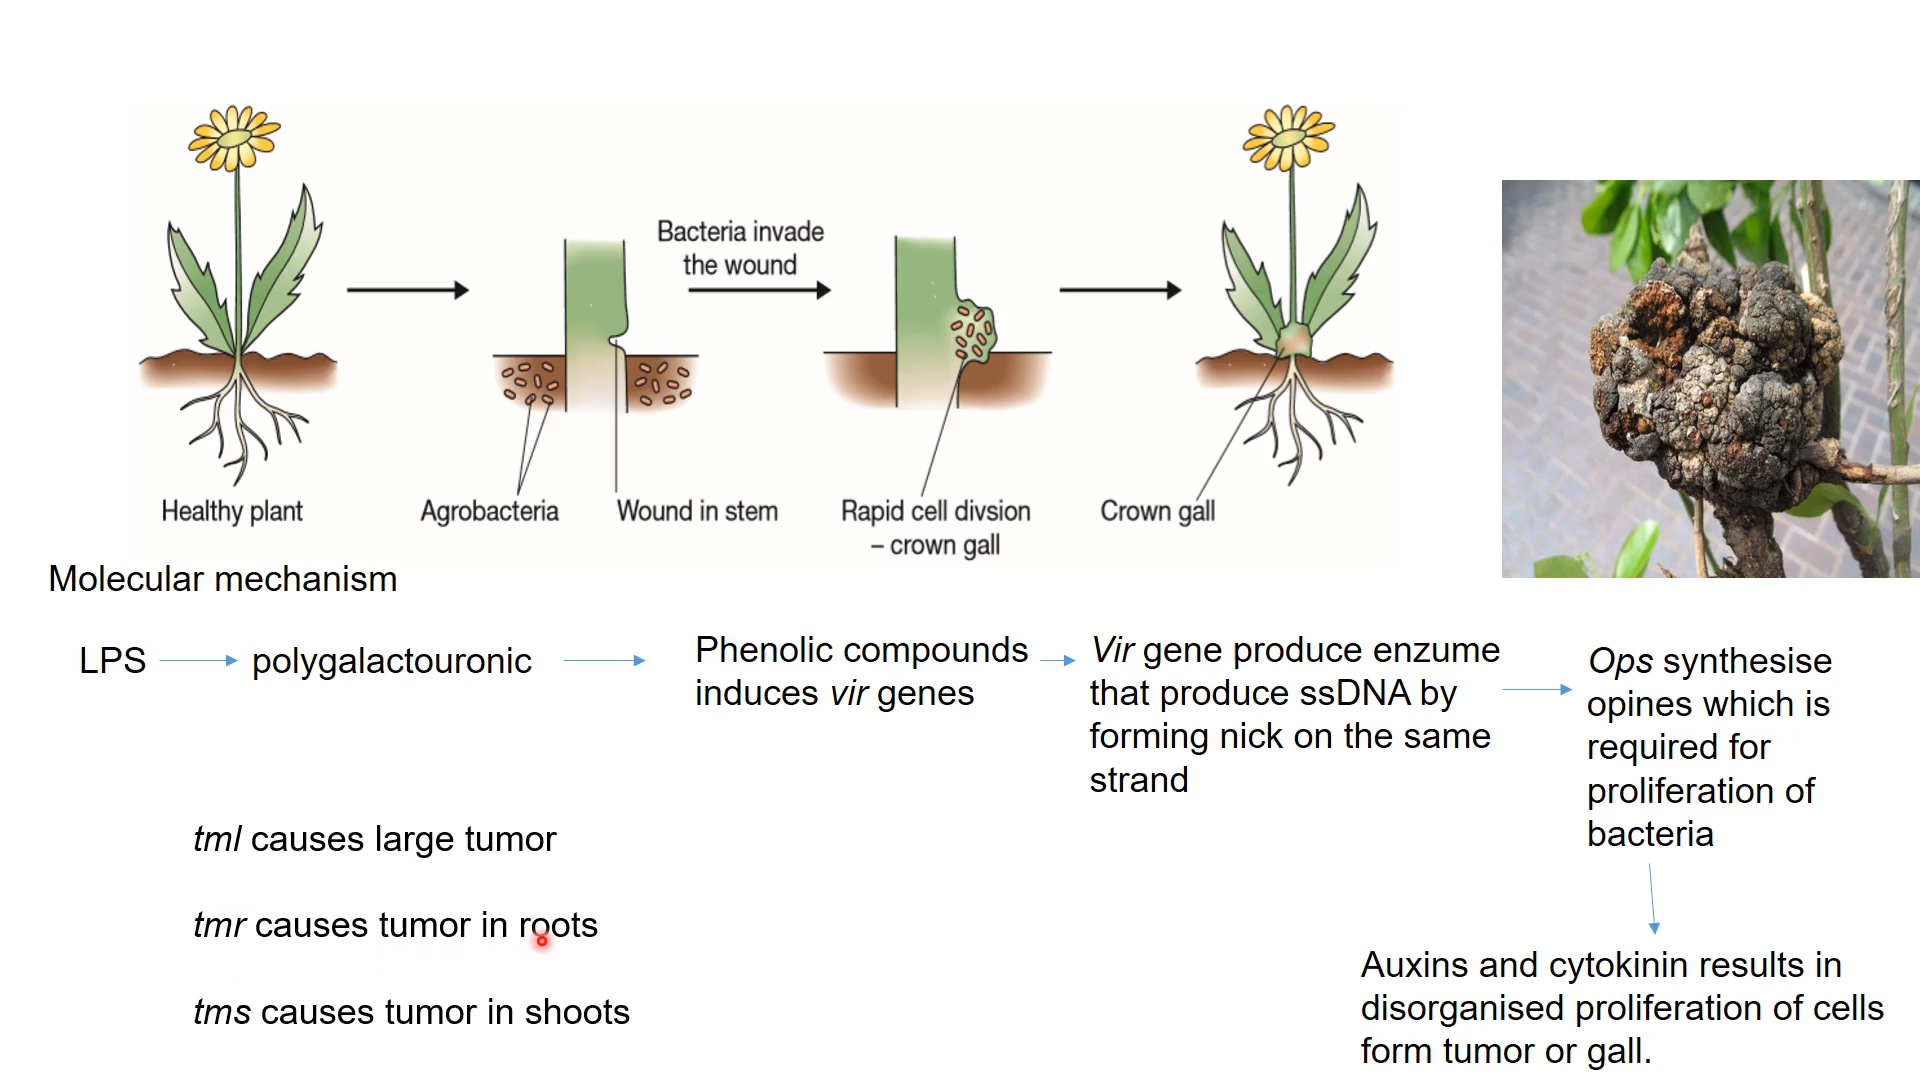 Bacteria invade
the wound
Healthy plant
Agrobacteria
Wound in stem
Rapid cell divsion
– crown gall
Crown gall
Molecular mechanism
LPS
polygalactouronic
Phenolic compounds
induces vir genes
Vir gene produce enzume
that produce ssDNA by
forming nick on the same
strand
Ops synthesise
opines which is
required for
proliferation of
bacteria
tml causes large tumor
tmr causes tumor in roots
tms causes tumor in shoots
Auxins and cytokinin results in
disorganised proliferation of cells
form tumor or gall.